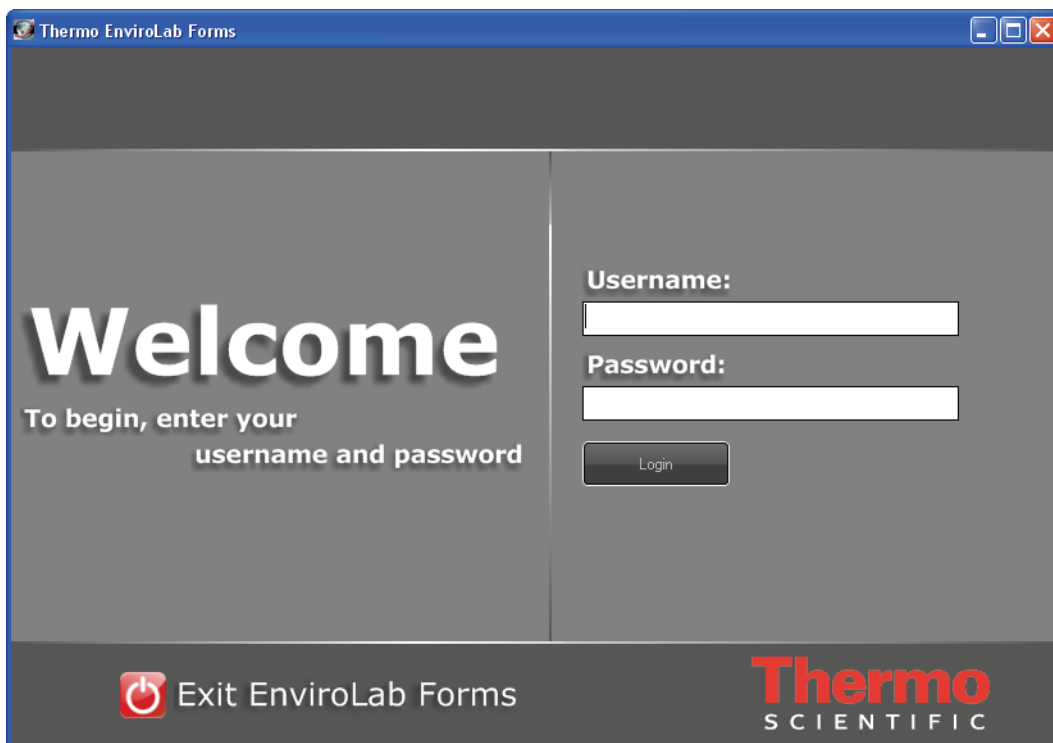 Thermo EnviroLab Forms
Welcome
To begin, enter your
username and password
Username:
Password:
Login
Exit EnviroLab Forms
Thermo
SCIENTIFIC